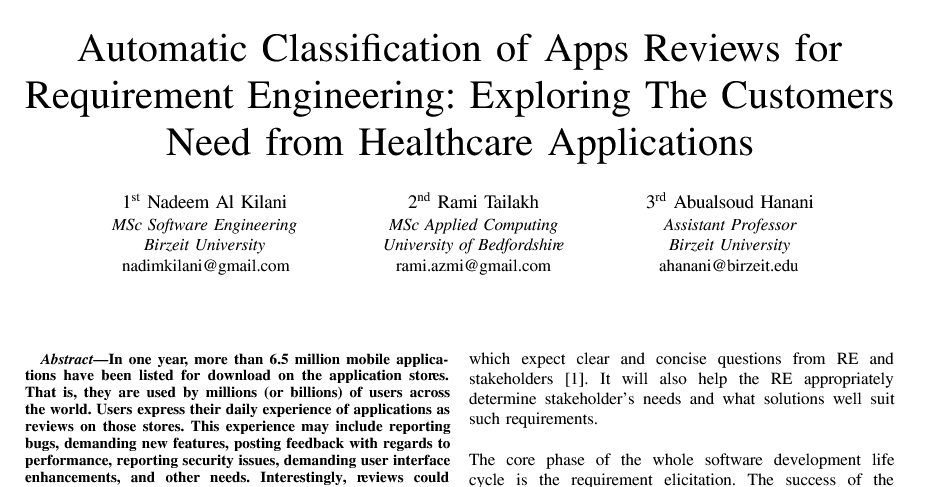 Automatic Classification of Apps Reviews for
Requirement Engineering: Exploring The Customers
Need from Healthcare Applications
1st Nadeem Al Kilani
MSc Software Engineering
Birzeit University
nadimkilani@gmail.com
2nd Rami Tailakh
MSc Applied Computing
University of Bedfordshire
rami.azmi@gmail.com
3rd Abualsoud Hanani
Assistant Professor
Birzeit University
ahanani@birzeit.edu
Abstract—In one year, more than 6.5 million mobile applica-
tions have been listed for download on the application stores.
That is, they are used by millions (or billions) of users across
the world. Users express their daily experience of applications as
reviews on those stores. This experience may include reporting
bugs, demanding new features, posting feedback with regards to
performance, reporting security issues, demanding user interface
enhancements, and other needs. Interestingly, reviews could
which expect clear and concise questions from RE and
stakeholders [1]. It will also help the RE appropriately
determine stakeholder's needs and what solutions well suit
such requirements.
The core phase of the whole software development life
cycle is the requirement elicitation. The success of the